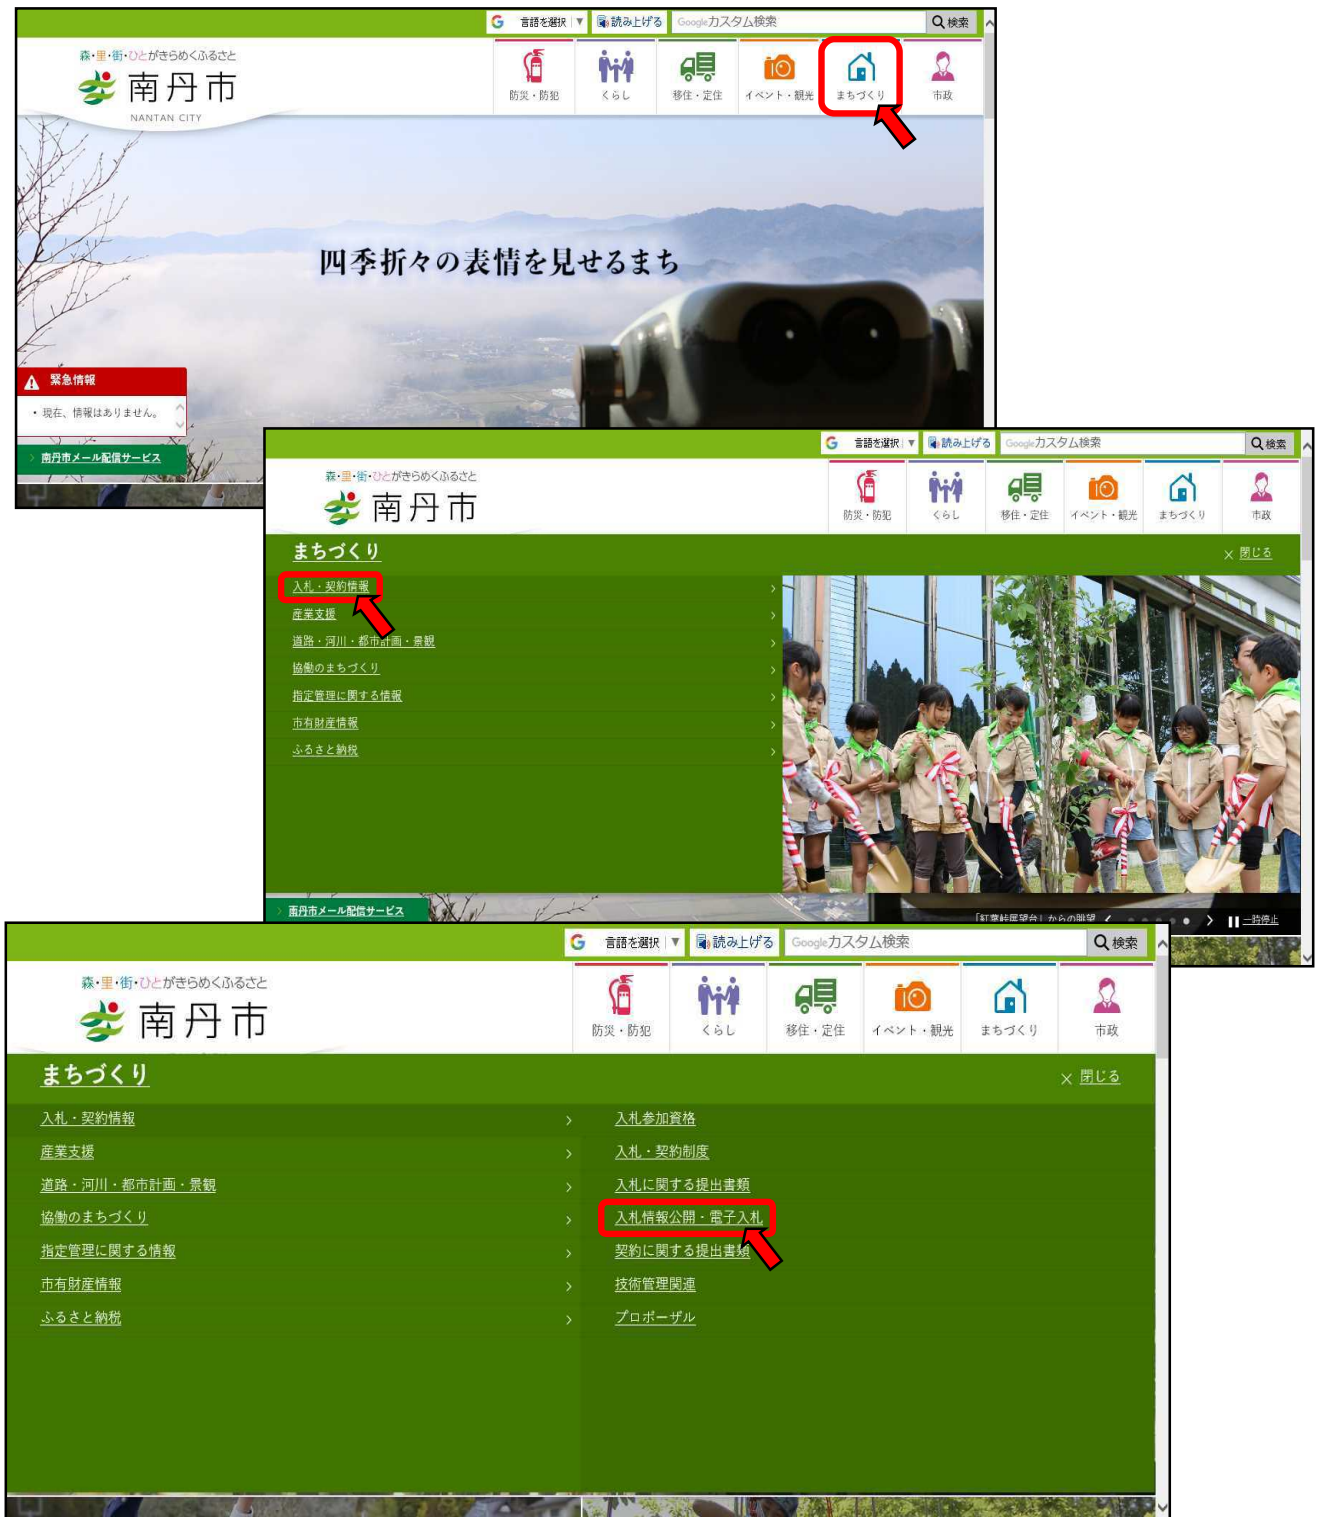 言語を選択 ▼ 読み上げる Googleカスタム検索 検索
森・里・街・ひとがきらめくふるさと
南丹市
NANTAN CITY
防災・防犯 くらし 移住・定住 イベント・観光 まちづくり 市政
四季折々の表情を見せるまち
緊急情報
・現在、情報はありません。
南丹市メール配信サービス
言語を選択 ▼ 読み上げる Googleカスタム検索 検索
森・里・街・ひとがきらめくふるさと
南丹市
防災・防犯 くらし 移住・定住 イベント・観光 まちづくり 市政
まちづくり × 閉じる
入札・契約情報
産業支援
道路・河川・都市計画・景観
協働のまちづくり
指定管理に関する情報
市有財産情報
ふるさと納税
南丹市メール配信サービス
「紅葉峠展望台」からの眺望 一時停止
言語を選択 ▼ 読み上げる Googleカスタム検索 検索
森・里・街・ひとがきらめくふるさと
南丹市
防災・防犯 くらし 移住・定住 イベント・観光 まちづくり 市政
まちづくり × 閉じる
入札・契約情報
産業支援
道路・河川・都市計画・景観
協働のまちづくり
指定管理に関する情報
市有財産情報
ふるさと納税
入札参加資格
入札・契約制度
入札に関する提出書類
入札情報公開・電子入札
契約に関する提出書類
技術管理関連
プロポーザル